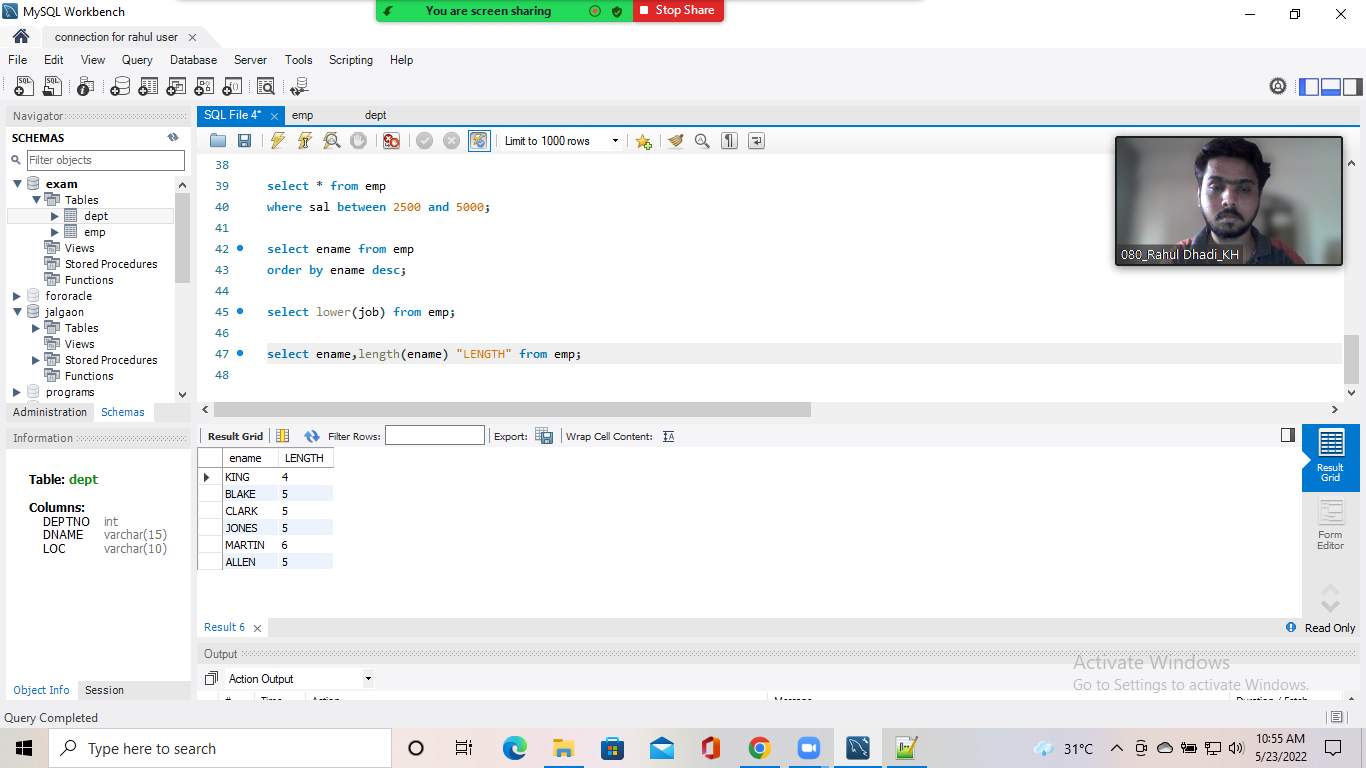 MySQL Workbench
You are screen sharing
Stop Share
connection for rahul user
File Edit View Query Database Server Tools Scripting Help
Navigator
SCHEMAS
Filter objects
exam
Tables
dept
emp
Views
Stored Procedures
Functions
fororacle
jalgaon
Tables
Views
Stored Procedures
Functions
programs
Administration Schemas
Information
Table: dept
Columns:
DEPTNO int
DNAME varchar(15)
LOC varchar(10)
Object Info Session
SQL File 4* emp dept
Limit to 1000 rows
38
39 select * from emp
40 where sal between 2500 and 5000;
41
42 select ename from emp
43 order by ename desc;
44
45 select lower(job) from emp;
46
47 select ename,length(ename) "LENGTH" from emp;
48
080_Rahul Dhadi_KH
Result Grid Filter Rows: Export: Wrap Cell Content:
ename LENGTH
KING 4
BLAKE 5
CLARK 5
JONES 5
MARTIN 6
ALLEN 5
Result
Grid
Form
Editor
Result 6
Read Only
Output
Action Output
Activate Windows
Go to Settings to activate Windows.
# Time Action Message Duration / Fetch
Query Completed
Type here to search
31°C
10:55 AM
5/23/2022